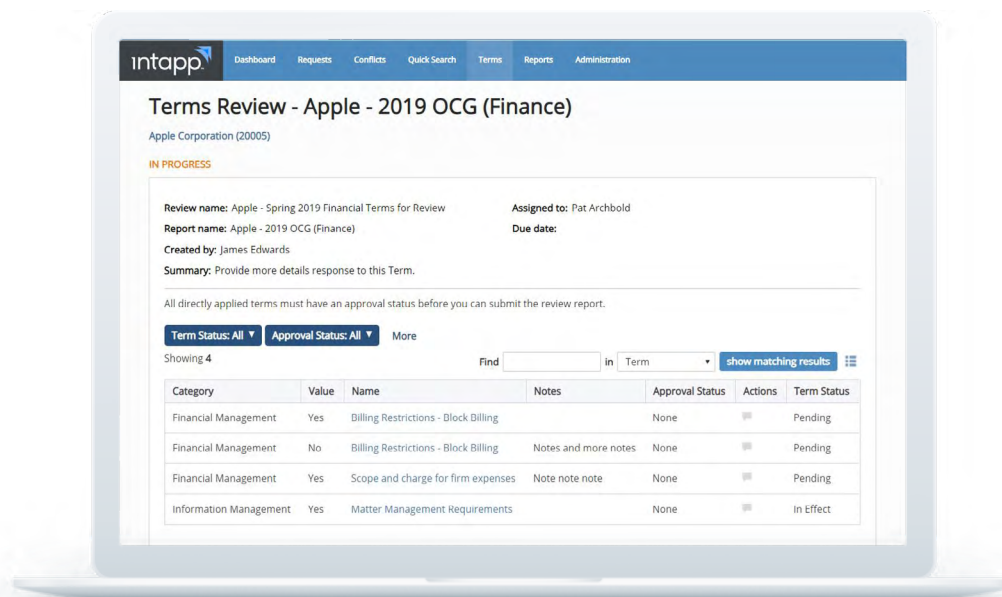 intapp
Dashboard Requests Conflicts Quick Search Terms Reports Administration
Terms Review - Apple - 2019 OCG (Finance)
Apple Corporation (20005)
IN PROGRESS
Review name: Apple - Spring 2019 Financial Terms for Review Assigned to: Pat Archbold
Report name: Apple - 2019 OCG (Finance) Due date:
Created by: James Edwards
Summary: Provide more details response to this Term.
All directly applied terms must have an approval status before you can submit the review report.
Term Status: All ▼ Approval Status: All ▼ More
Showing 4 Find in Term ▾ show matching results
Category Value Name Notes Approval Status Actions Term Status
Financial Management Yes Billing Restrictions - Block Billing None Pending
Financial Management No Billing Restrictions - Block Billing Notes and more notes None Pending
Financial Management Yes Scope and charge for firm expenses Note note note None Pending
Information Management Yes Matter Management Requirements None In Effect